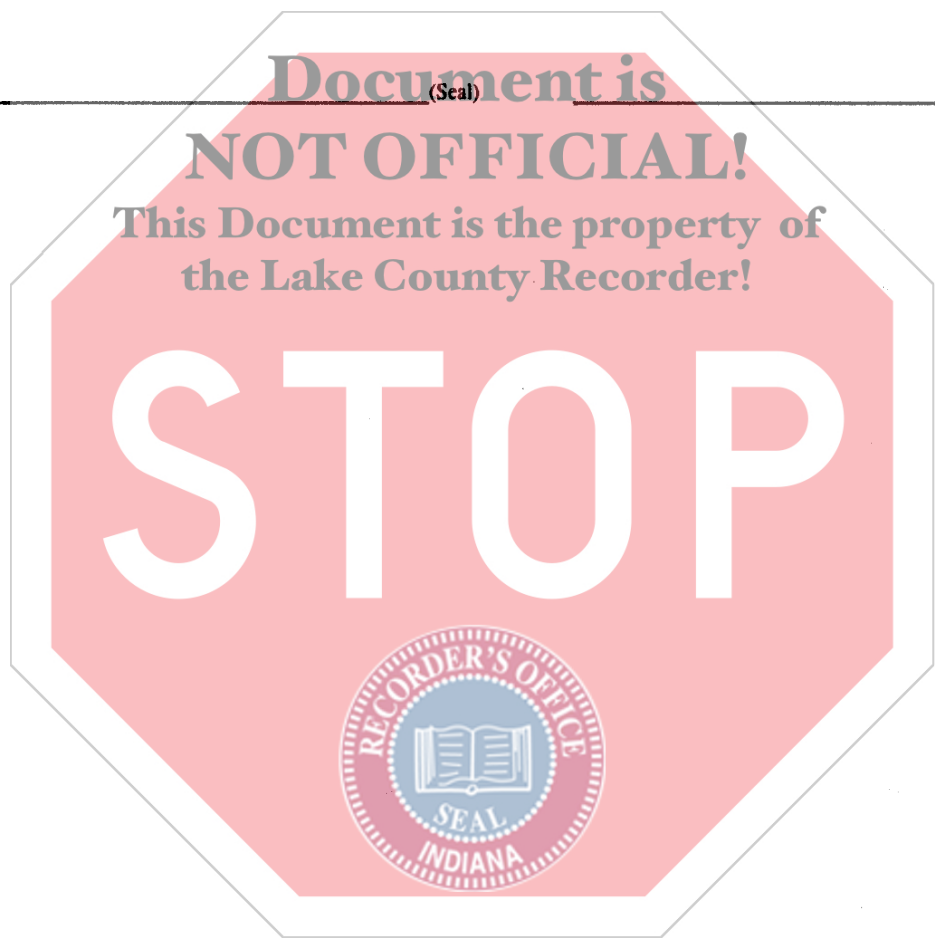 Document is
(Seal)
NOT OFFICIAL!
This Document is the property of
the Lake County Recorder!
STOP
RECORDER'S OFFICE
SEAL
INDIANA